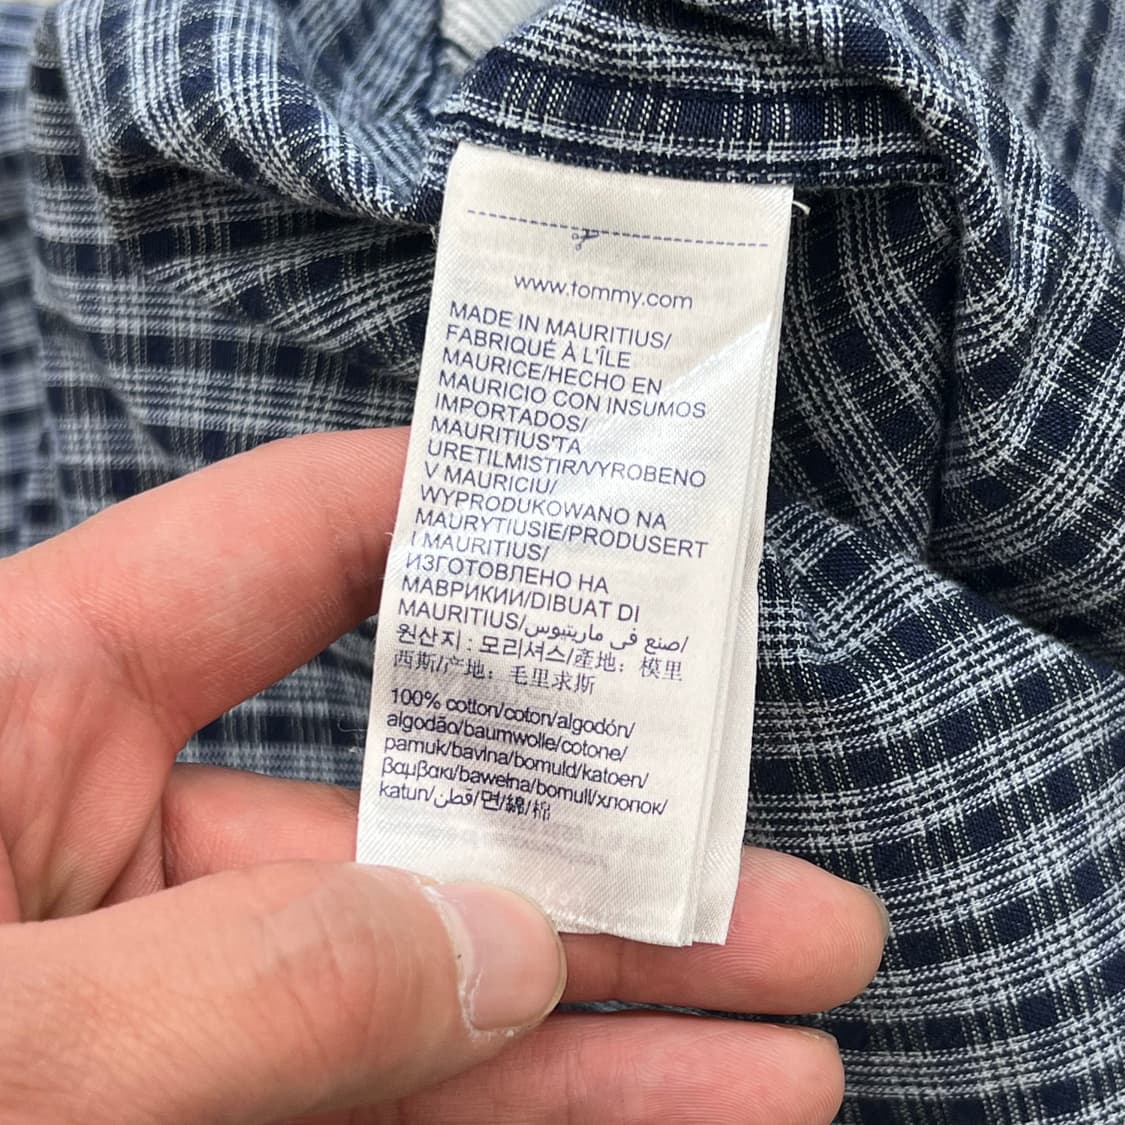 www.tommy.com
MADE IN MAURITIUS/
FABRIQUÉ À L'ÎLE
MAURICE/HECHO EN
MAURICIO CON INSUMOS
IMPORTADOS/
MAURITIUS'TA
URETILMISTIR/VYROBENO
V MAURICIU/
WYPRODUKOWANO NA
MAURYTIUSIE/PRODUSERT
I MAURITIUS/
ИЗГОТОВЛЕНО НА
МАВРИКИИ/DIBUAT DI
MAURITIUS/صنع في ماريتيوس/
원산지 : 모리셔스/產地：模里
西斯/产地：毛里求斯
100% cotton/coton/algodón/
algodão/baumwolle/cotone/
pamuk/bavlna/bomuld/katoen/
βαμβακι/bawełna/bomull/хлопок/
katun/قطن/면/綿/棉